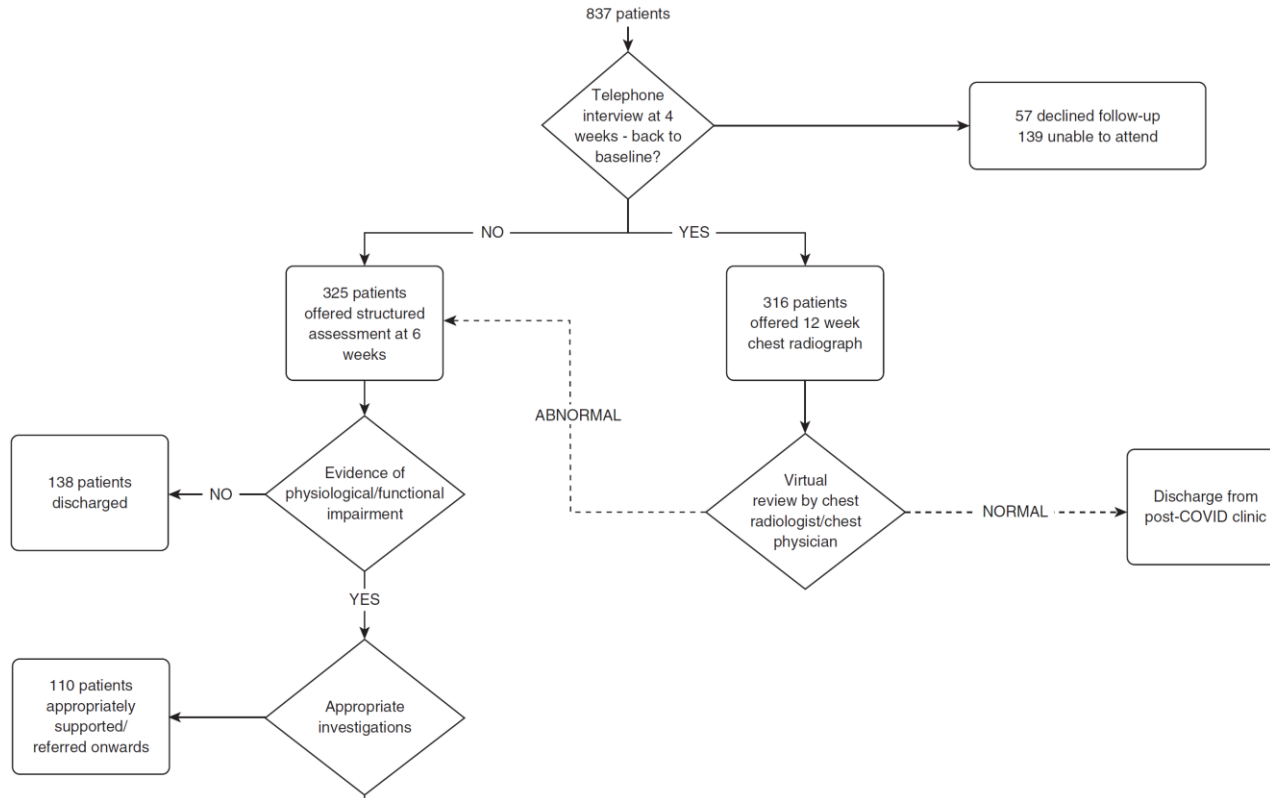 837 patients
Telephone
interview at 4
weeks - back to
baseline?
57 declined follow-up
139 unable to attend
NO
YES
325 patients
offered structured
assessment at 6
weeks
316 patients
offered 12 week
chest radiograph
ABNORMAL
138 patients
discharged
NO
Evidence of
physiological/functional
impairment
Virtual
review by chest
radiologist/chest
physician
NORMAL
Discharge from
post-COVID clinic
YES
110 patients
appropriately
supported/
referred onwards
Appropriate
investigations